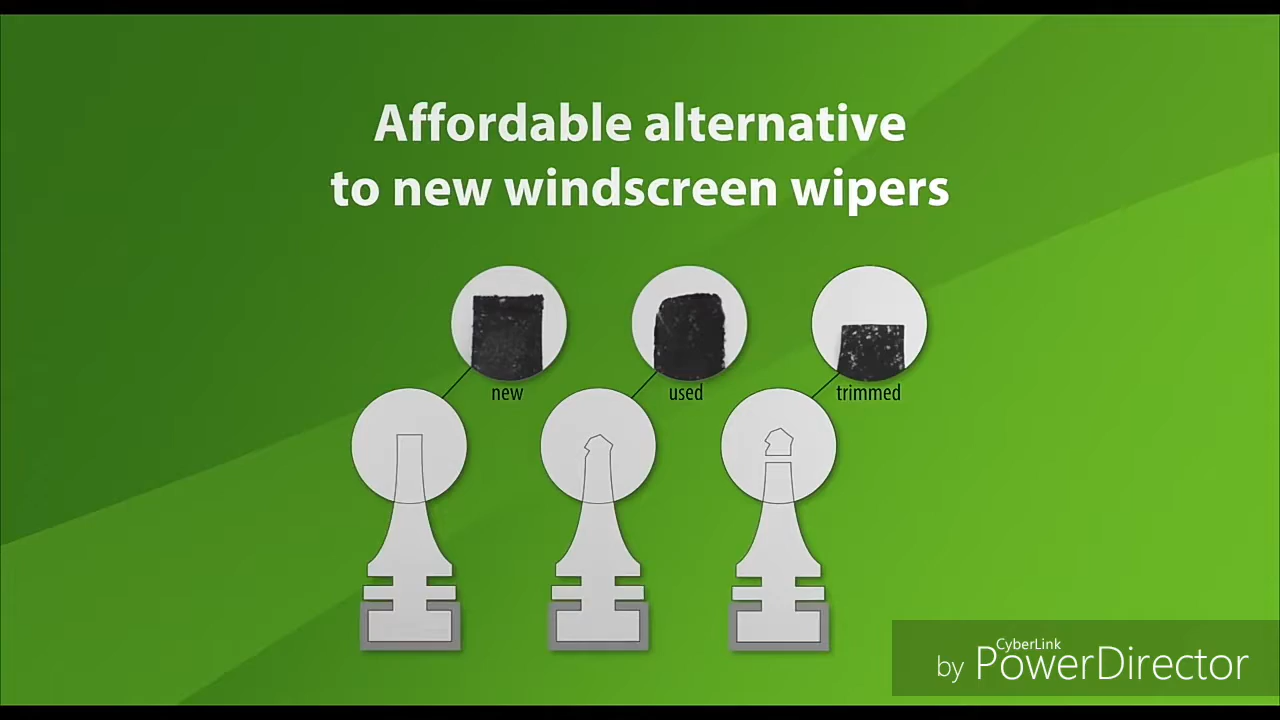 Affordable alternative
to new windscreen wipers
new
used
trimmed
CyberLink
by PowerDirector